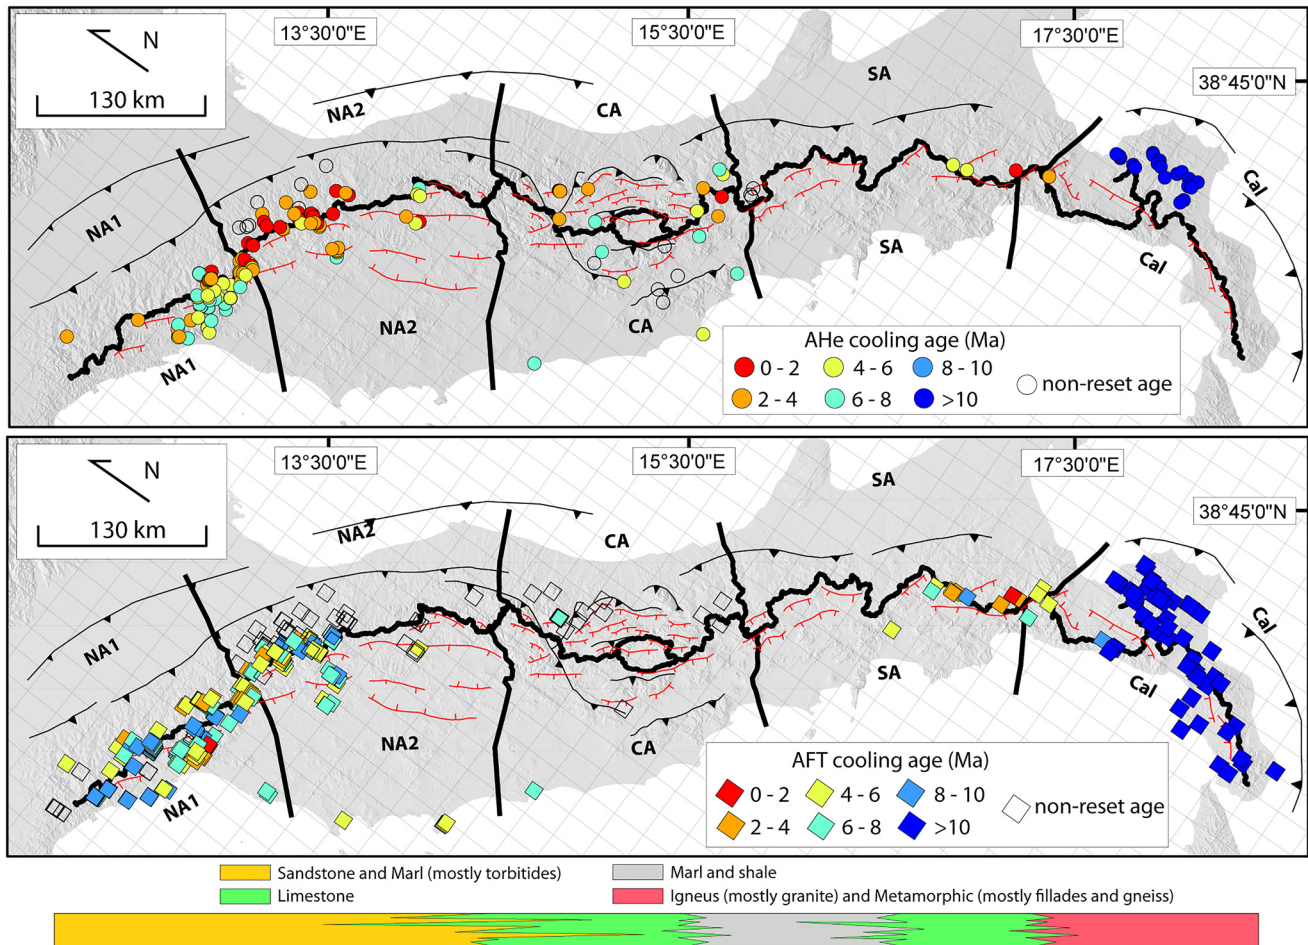 13°30'0"E
15°30'0"E
17°30'0"E
38°45'0"N
N
130 km
NA2
CA
SA
Cal
NA1
SA
Cal
NA2
CA
NA1
AHe cooling age (Ma)
0 - 2
4 - 6
8 - 10
non-reset age
2 - 4
6 - 8
>10
13°30'0"E
15°30'0"E
17°30'0"E
38°45'0"N
N
130 km
NA2
CA
SA
Cal
NA1
SA
Cal
NA2
CA
NA1
AFT cooling age (Ma)
0 - 2
4 - 6
8 - 10
non-reset age
2 - 4
6 - 8
>10
Sandstone and Marl (mostly torbitides)
Marl and shale
Limestone
Igneus (mostly granite) and Metamorphic (mostly fillades and gneiss)